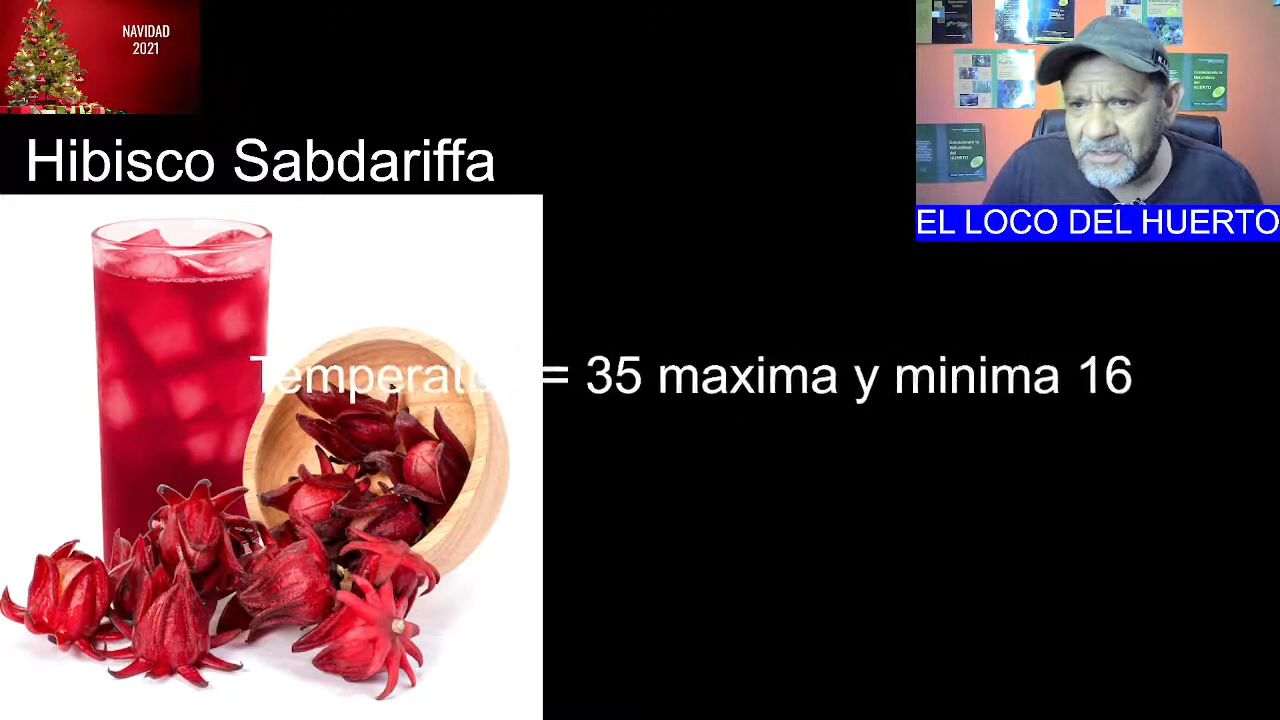 NAVIDAD
2021
Hibisco Sabdariffa
EL LOCO DEL HUERTO
= 35 maxima y minima 16